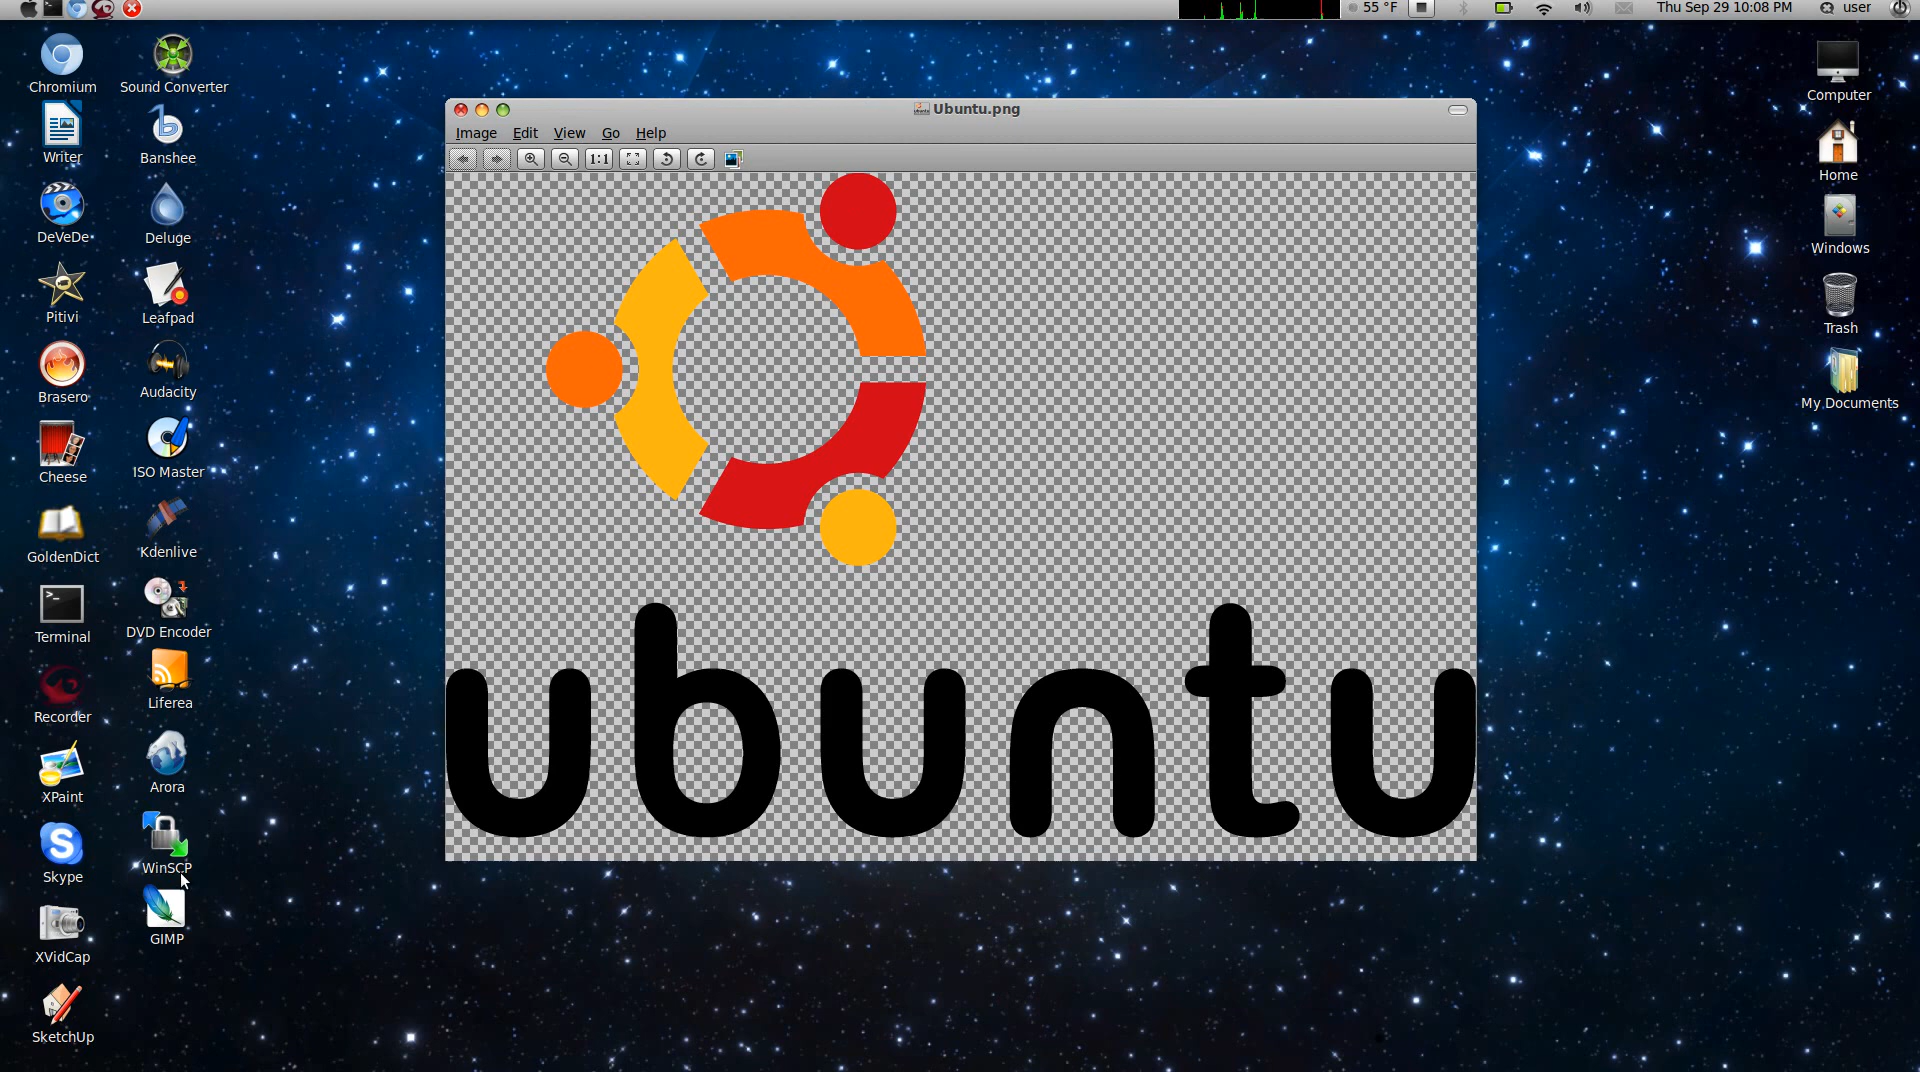 55 °F
Thu Sep 29 10:08 PM
user
Chromium
Sound Converter
Writer
Banshee
DeVeDe
Deluge
Pitivi
Leafpad
Brasero
Audacity
Cheese
ISO Master
GoldenDict
Kdenlive
Terminal
DVD Encoder
Recorder
Liferea
XPaint
Arora
Skype
WinSCP
XVidCap
GIMP
SketchUp
Ubuntu.png
Image Edit View Go Help
1:1
ubuntu
Computer
Home
Windows
Trash
My Documents